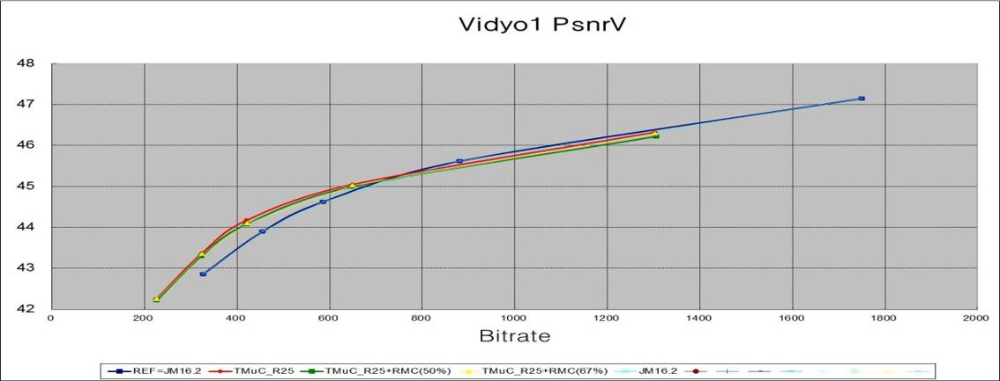 Vidyo1 PsnrV
48
47
46
45
44
43
42
0 200 400 600 800 1000 1200 1400 1600 1800 2000
Bitrate
REF=JM16.2 TMuC_R25 TMuC_R25+RMC(50%) TMuC_R25+RMC(67%) JM16.2